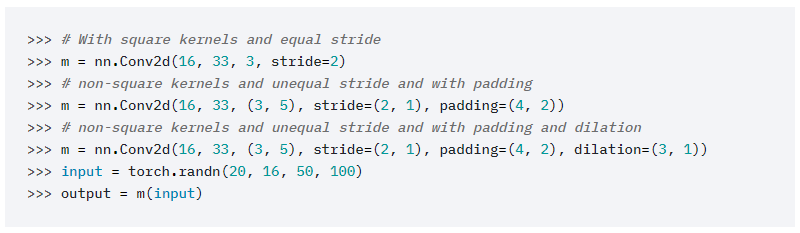 >>> # With square kernels and equal stride
>>> m = nn.Conv2d(16, 33, 3, stride=2)
>>> # non-square kernels and unequal stride and with padding
>>> m = nn.Conv2d(16, 33, (3, 5), stride=(2, 1), padding=(4, 2))
>>> # non-square kernels and unequal stride and with padding and dilation
>>> m = nn.Conv2d(16, 33, (3, 5), stride=(2, 1), padding=(4, 2), dilation=(3, 1))
>>> input = torch.randn(20, 16, 50, 100)
>>> output = m(input)